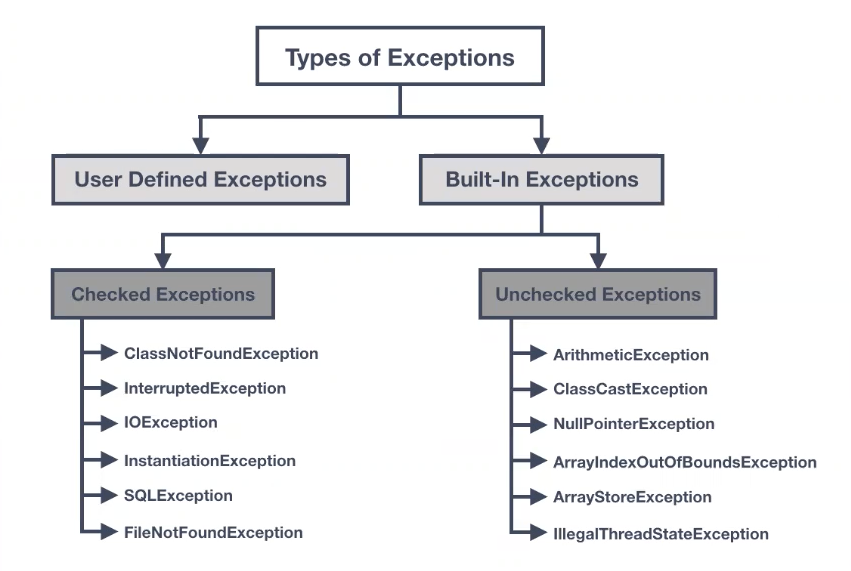 Types of Exceptions
User Defined Exceptions
Built-In Exceptions
Checked Exceptions
Unchecked Exceptions
ClassNotFoundException
InterruptedException
IOException
InstantiationException
SQLException
FileNotFoundException
ArithmeticException
ClassCastException
NullPointerException
ArrayIndexOutOfBoundsException
ArrayStoreException
IllegalThreadStateException